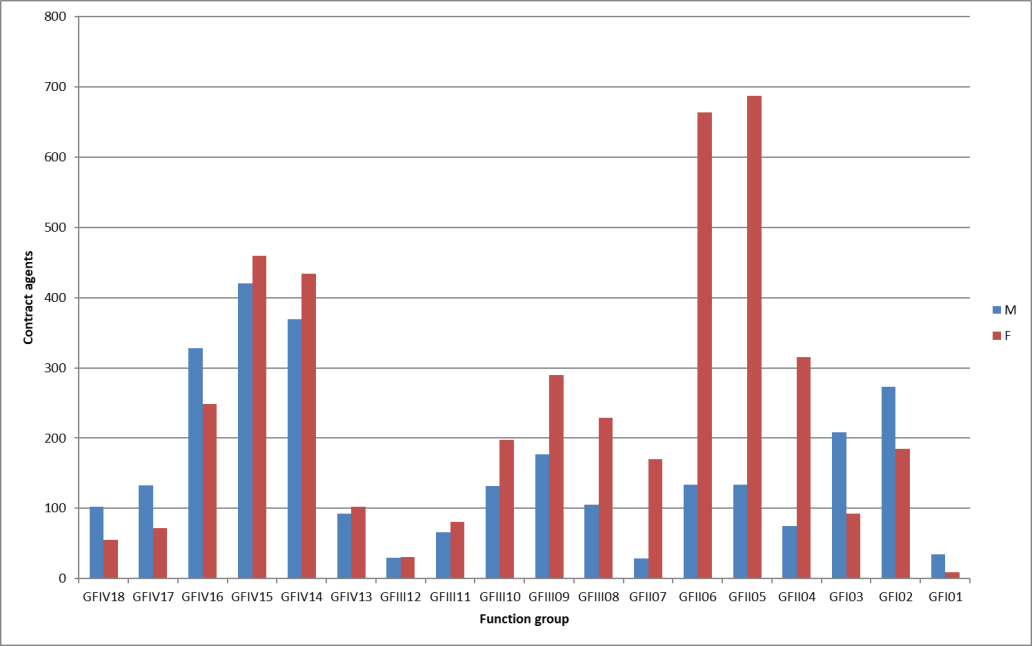 800
700
600
500
400
300
200
100
0
Contract agents
GFIV18 GFIV17 GFIV16 GFIV15 GFIV14 GFIV13 GFIII12 GFIII11 GFIII10 GFIII09 GFIII08 GFII07 GFII06 GFII05 GFII04 GFI03 GFI02 GFI01
Function group
M
F